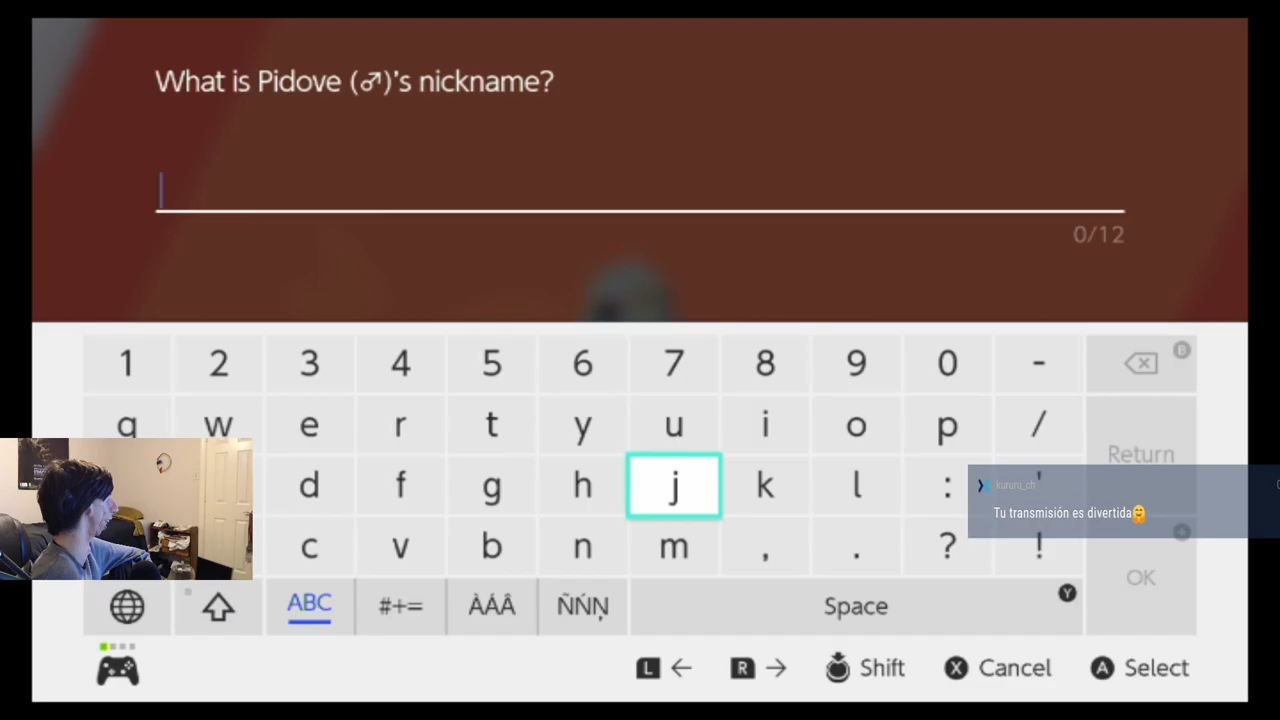 What is Pidove (♂)'s nickname?
0/12
1 2 3 4 5 6 7 8 9 0 - B
q w e r t y u i o p /
Return
d f g h j k l : '
kururu_ch
Tu transmisión es divertida🤗
c v b n m , . ? !
OK
ABC #+= ÀÁÂ ÑŃŅ Space Y
L ← R → Shift X Cancel A Select